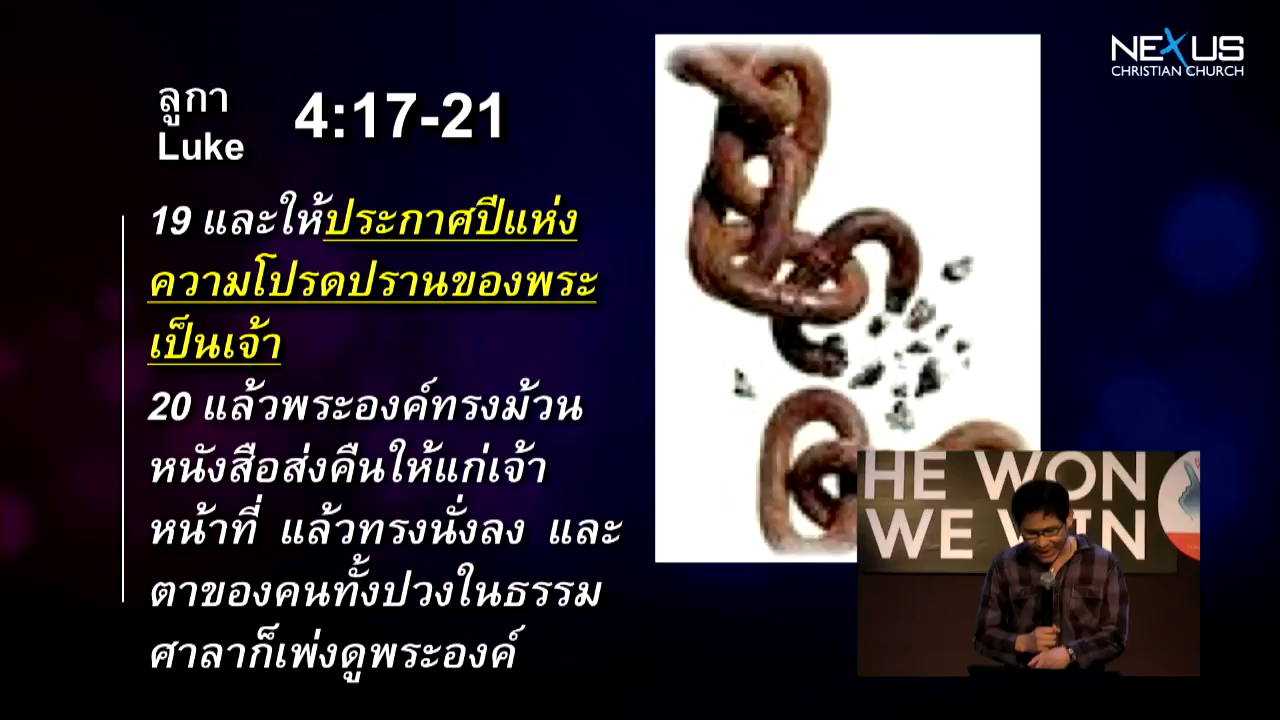 ลูกา
Luke
4:17-21
19 และให้ประกาศปีแห่ง
ความโปรดปรานของพระ
เป็นเจ้า
20 แล้วพระองค์ทรงม้วน
หนังสือส่งคืนให้แก่เจ้า
หน้าที่ แล้วทรงนั่งลง และ
ตาของคนทั้งปวงในธรรม
ศาลาก็เพ่งดูพระองค์
NEXUS
CHRISTIAN CHURCH
HE WON
WE WIN